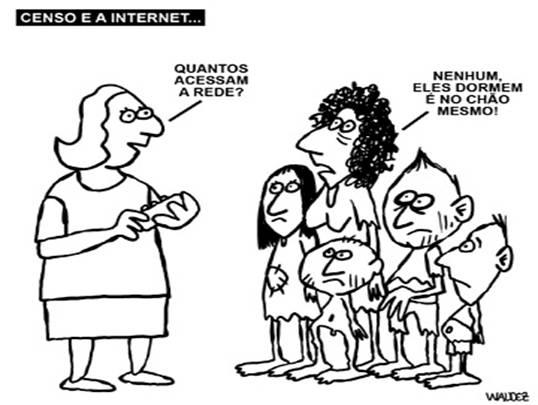 CENSO E A INTERNET...
QUANTOS
ACESSAM
A REDE?
NENHUM,
ELES DORMEM
É NO CHÃO
MESMO!
WALDEZ